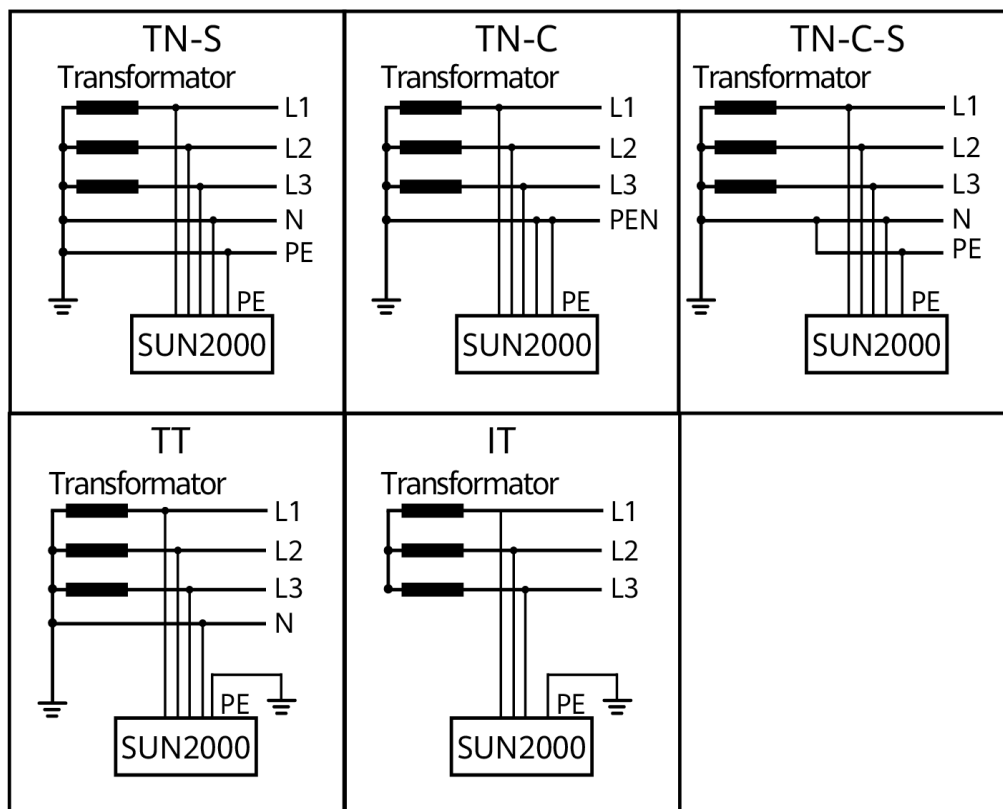 TN-S
Transformator
L1
L2
L3
N
PE
PE
SUN2000
TN-C
Transformator
L1
L2
L3
PEN
PE
SUN2000
TN-C-S
Transformator
L1
L2
L3
N
PE
PE
SUN2000
TT
Transformator
L1
L2
L3
N
PE
SUN2000
IT
Transformator
L1
L2
L3
PE
SUN2000